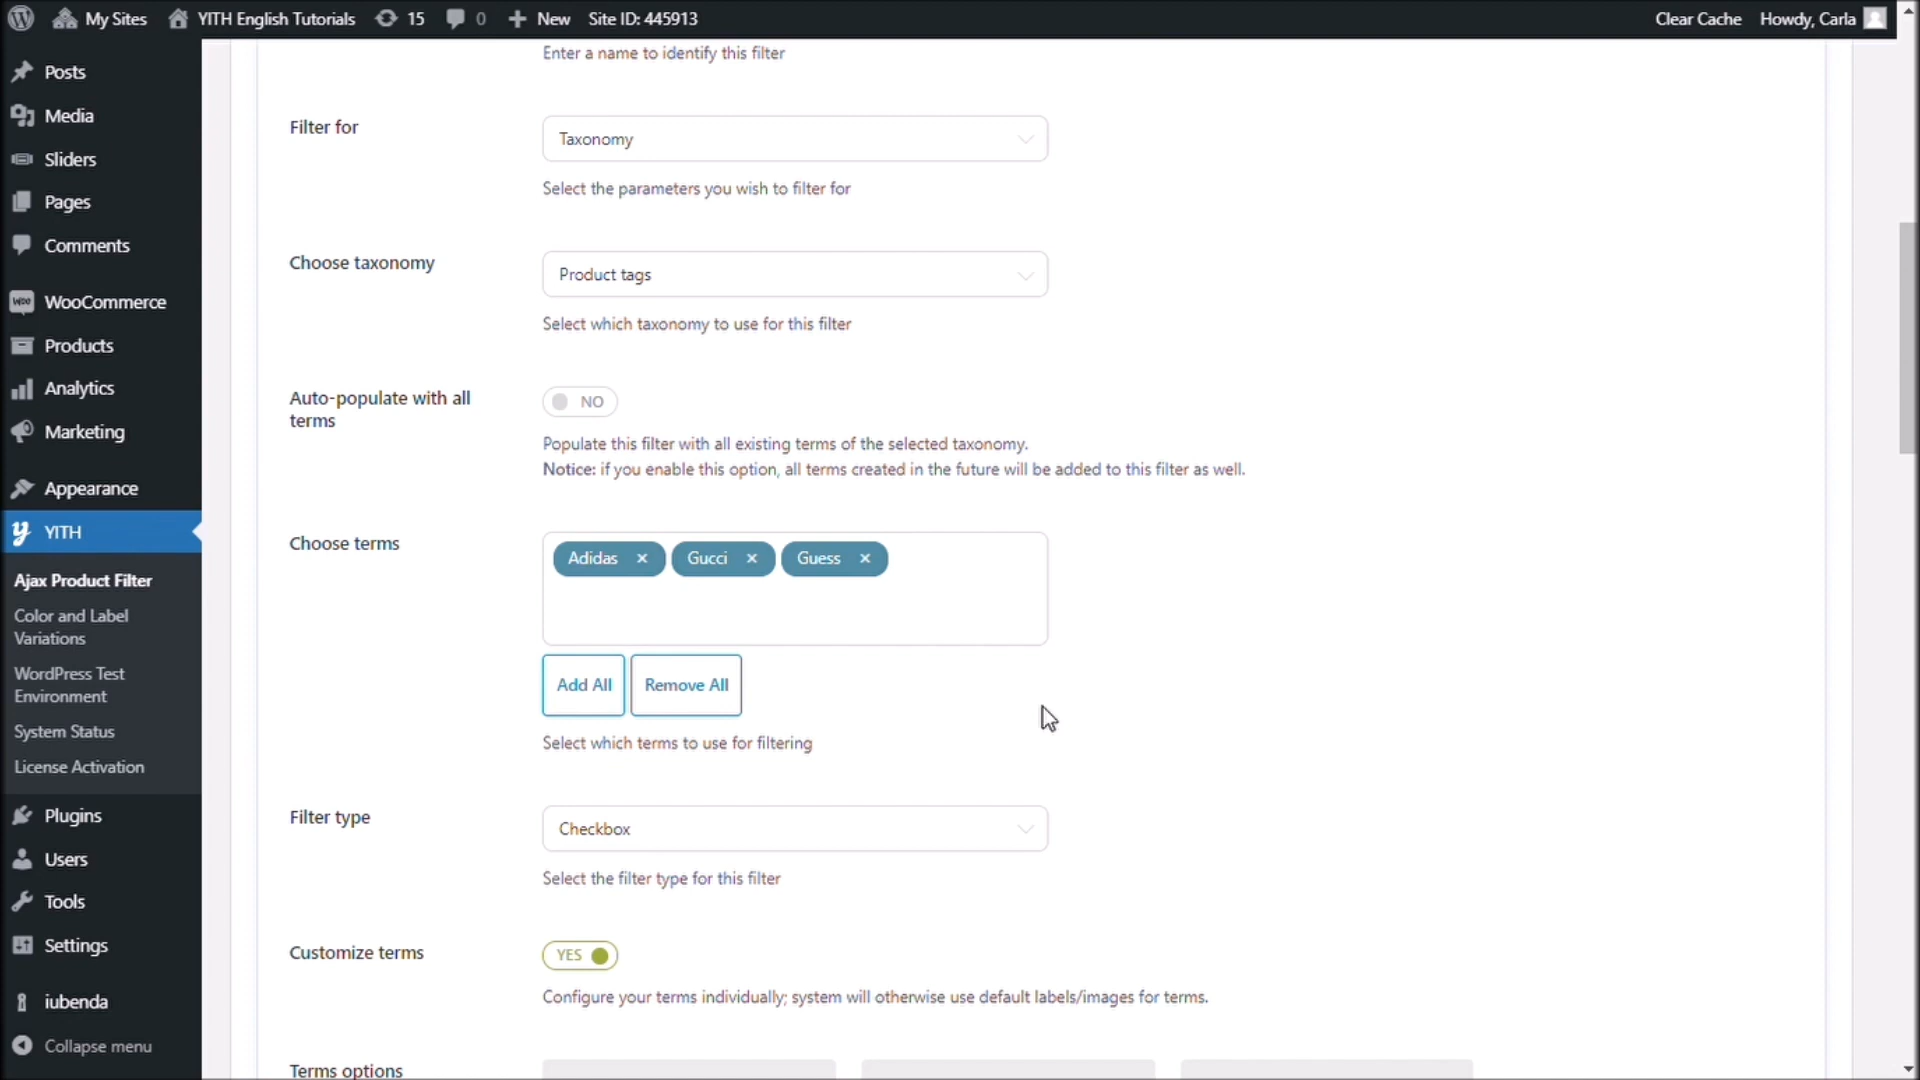 My Sites
YITH English Tutorials
15
0
New
Site ID: 445913
Clear Cache
Howdy, Carla
Posts
Media
Sliders
Pages
Comments
Woo
WooCommerce
Products
Analytics
Marketing
Appearance
YITH
Ajax Product Filter
Color and Label
Variations
WordPress Test
Environment
System Status
License Activation
Plugins
Users
Tools
Settings
iubenda
Collapse menu
Enter a name to identify this filter
Filter for
Taxonomy
Select the parameters you wish to filter for
Choose taxonomy
Product tags
Select which taxonomy to use for this filter
Auto-populate with all
terms
NO
Populate this filter with all existing terms of the selected taxonomy.
Notice: if you enable this option, all terms created in the future will be added to this filter as well.
Choose terms
Adidas × Gucci × Guess ×
Add All
Remove All
Select which terms to use for filtering
Filter type
Checkbox
Select the filter type for this filter
Customize terms
YES
Configure your terms individually; system will otherwise use default labels/images for terms.
Terms options